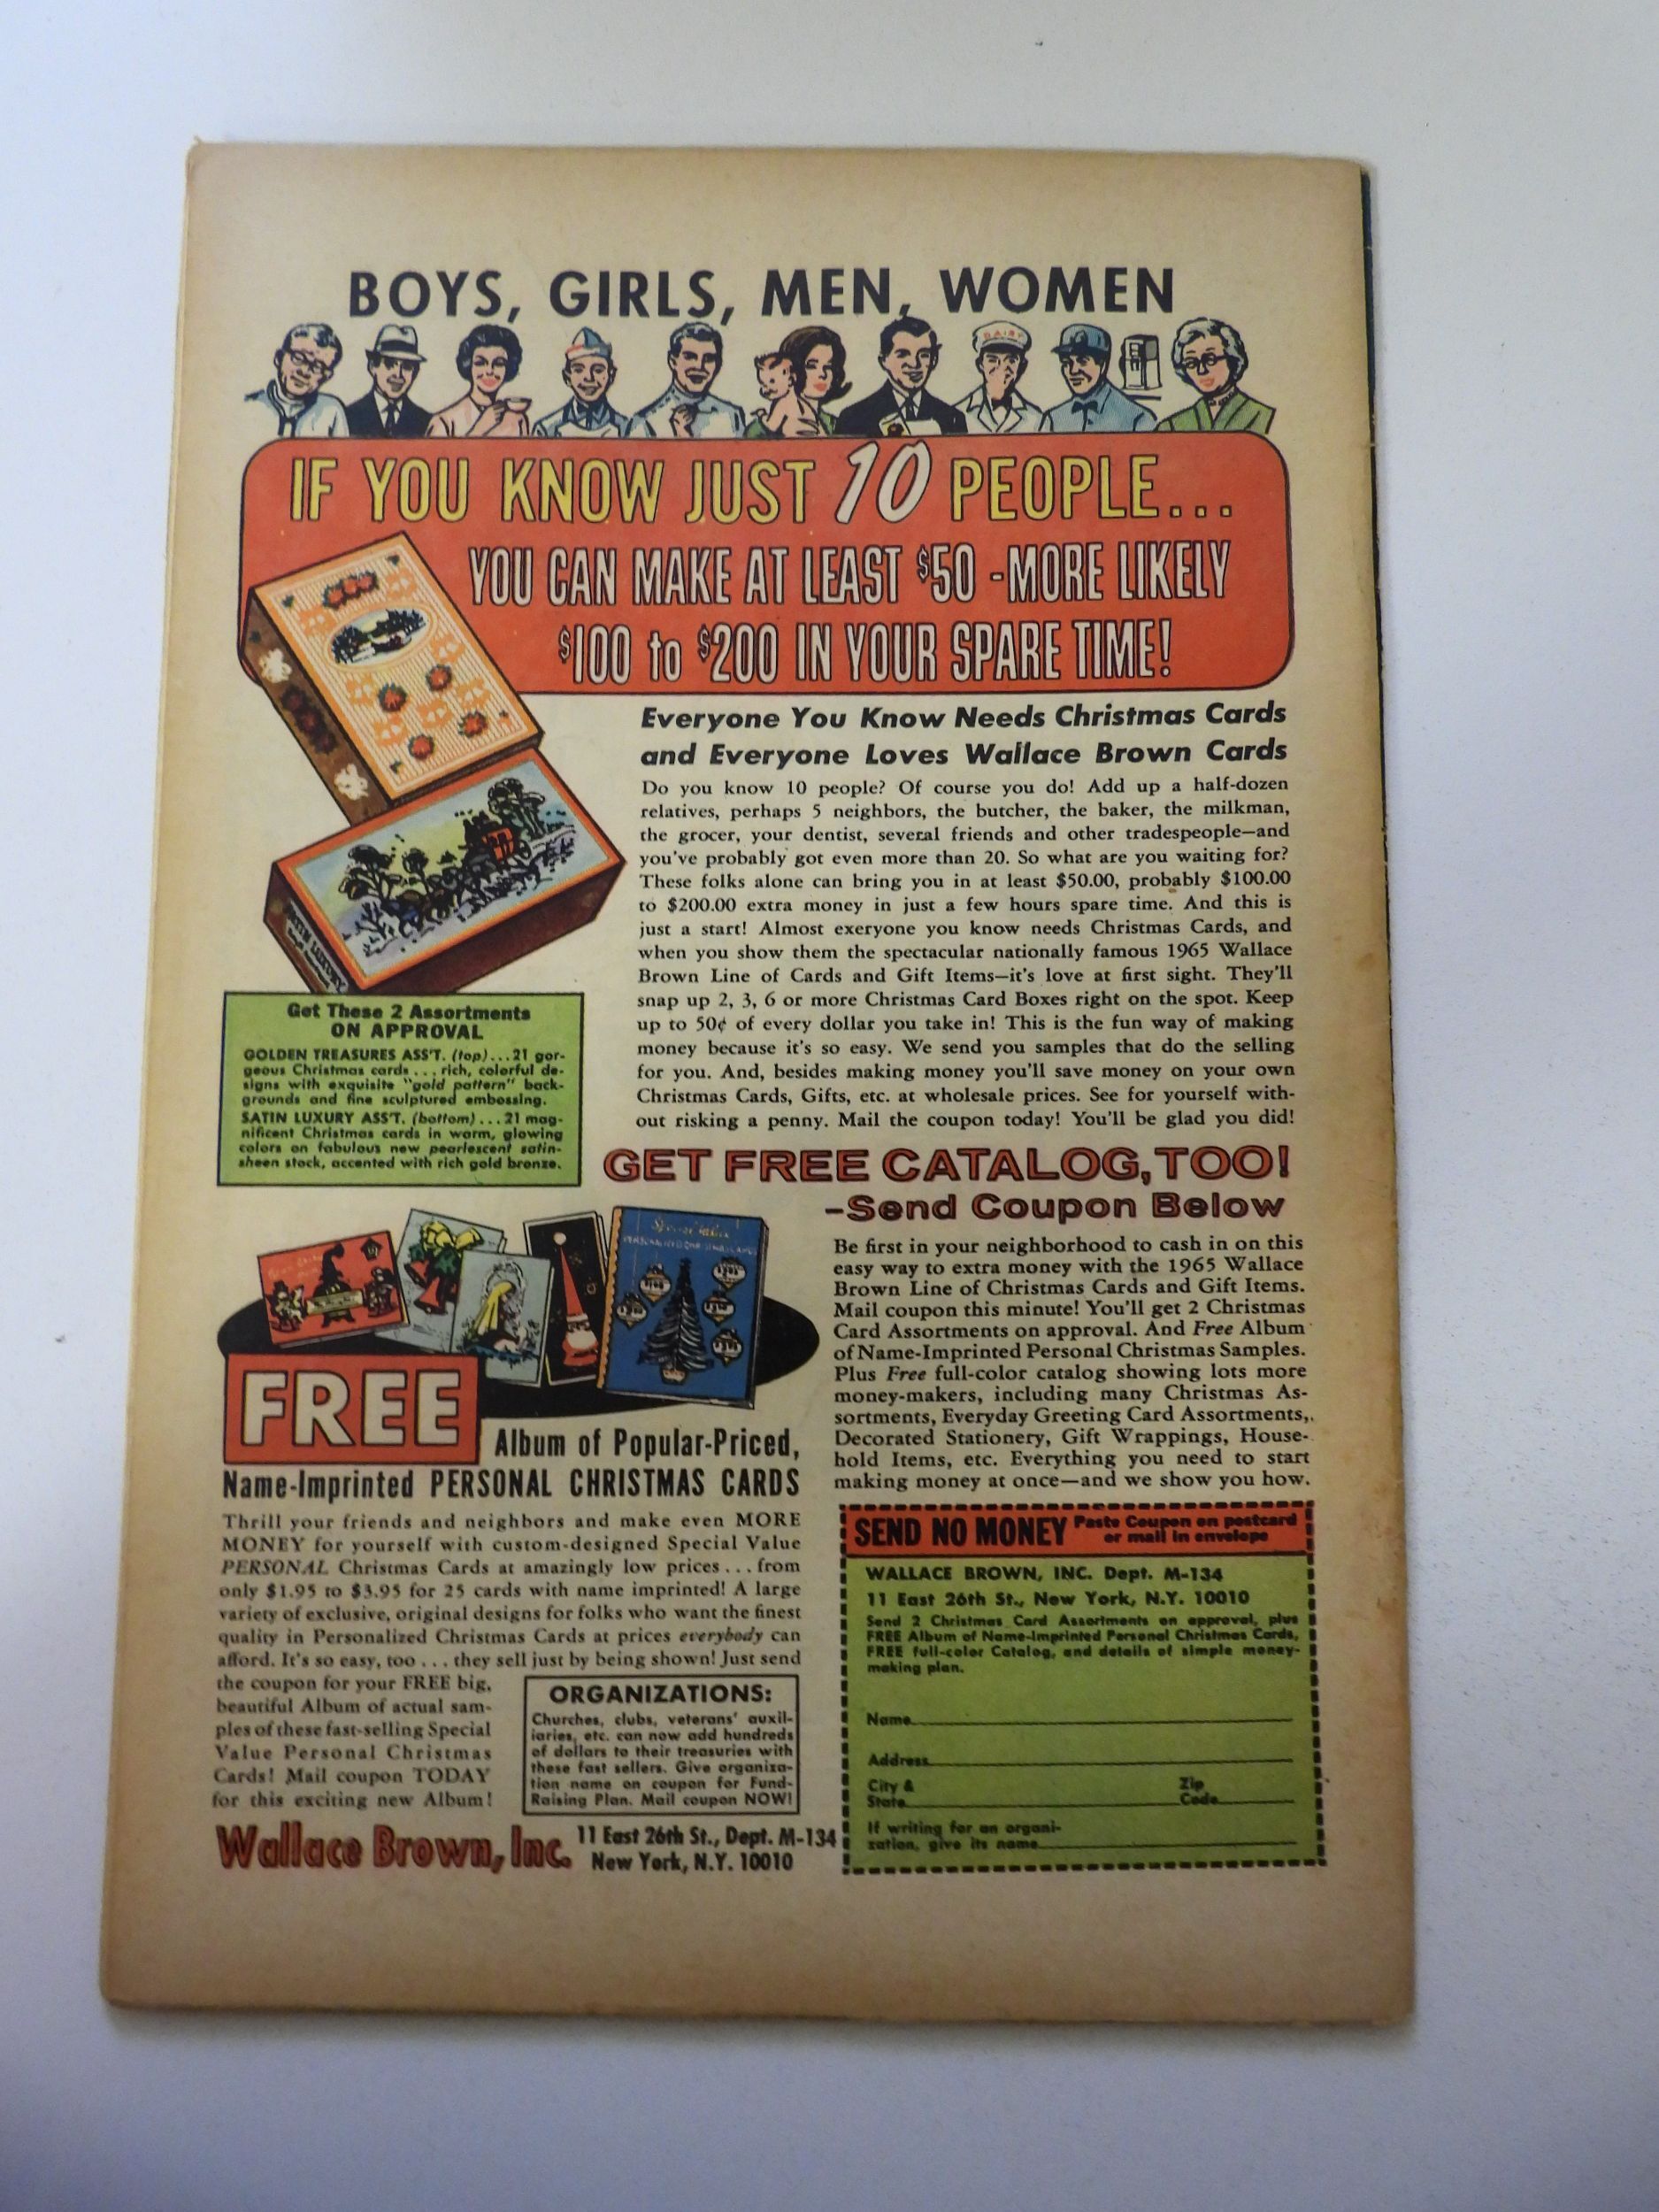 BOYS, GIRLS, MEN, WOMEN
DAIRY
IF YOU KNOW JUST 10 PEOPLE...
YOU CAN MAKE AT LEAST $50 -MORE LIKELY
$100 to $200 IN YOUR SPARE TIME!
Everyone You Know Needs Christmas Cards
and Everyone Loves Wallace Brown Cards
Do you know 10 people? Of course you do! Add up a half-dozen
relatives, perhaps 5 neighbors, the butcher, the baker, the milkman,
the grocer, your dentist, several friends and other tradespeople—and
you've probably got even more than 20. So what are you waiting for?
These folks alone can bring you in at least $50.00, probably $100.00
to $200.00 extra money in just a few hours spare time. And this is
just a start! Almost exeryone you know needs Christmas Cards, and
when you show them the spectacular nationally famous 1965 Wallace
Brown Line of Cards and Gift Items—it's love at first sight. They'll
snap up 2, 3, 6 or more Christmas Card Boxes right on the spot. Keep
up to 50¢ of every dollar you take in! This is the fun way of making
money because it's so easy. We send you samples that do the selling
for you. And, besides making money you'll save money on your own
Christmas Cards, Gifts, etc. at wholesale prices. See for yourself with-
out risking a penny. Mail the coupon today! You'll be glad you did!
SATIN LUXURY
Get These 2 Assortments
ON APPROVAL
GOLDEN TREASURES ASS'T. (top)...21 gor-
geous Christmas cards...rich, colorful de-
signs with exquisite "gold pattern" back-
grounds and fine sculptured embossing.
SATIN LUXURY ASS'T. (bottom)...21 mag-
nificent Christmas cards in warm, glowing
colors on fabulous new pearlescent satin-
sheen stock, accented with rich gold bronze.
GET FREE CATALOG, TOO!
-Send Coupon Below
Be first in your neighborhood to cash in on this
easy way to extra money with the 1965 Wallace
Brown Line of Christmas Cards and Gift Items.
Mail coupon this minute! You'll get 2 Christmas
Card Assortments on approval. And Free Album
of Name-Imprinted Personal Christmas Samples.
Plus Free full-color catalog showing lots more
money-makers, including many Christmas As-
sortments, Everyday Greeting Card Assortments,.
Decorated Stationery, Gift Wrappings, House-
hold Items, etc. Everything you need to start
making money at once—and we show you how.
Special Value
FREE
Album of Popular-Priced,
Name-Imprinted PERSONAL CHRISTMAS CARDS
Thrill your friends and neighbors and make even MORE
MONEY for yourself with custom-designed Special Value
PERSONAL Christmas Cards at amazingly low prices...from
only $1.95 to $3.95 for 25 cards with name imprinted! A large
variety of exclusive, original designs for folks who want the finest
quality in Personalized Christmas Cards at prices everybody can
afford. It's so easy, too...they sell just by being shown! Just send
the coupon for your FREE big,
beautiful Album of actual sam-
ples of these fast-selling Special
Value Personal Christmas
Cards! Mail coupon TODAY
for this exciting new Album!
ORGANIZATIONS:
Churches, clubs, veterans' auxil-
iaries, etc. can now add hundreds
of dollars to their treasuries with
these fast sellers. Give organiza-
tion name on coupon for Fund-
Raising Plan. Mail coupon NOW!
Wallace Brown, Inc.
11 East 26th St., Dept. M-134
New York, N.Y. 10010
SEND NO MONEY
Paste Coupon on postcard
or mail in envelope
WALLACE BROWN, INC. Dept. M-134
11 East 26th St., New York, N.Y. 10010
Send 2 Christmas Card Assortments on approval, plus
FREE Album of Name-Imprinted Personal Christmas Cards,
FREE full-color Catalog, and details of simple money-
making plan.
Name
Address
City &
State
Zip
Code
If writing for an organi-
zation, give its name